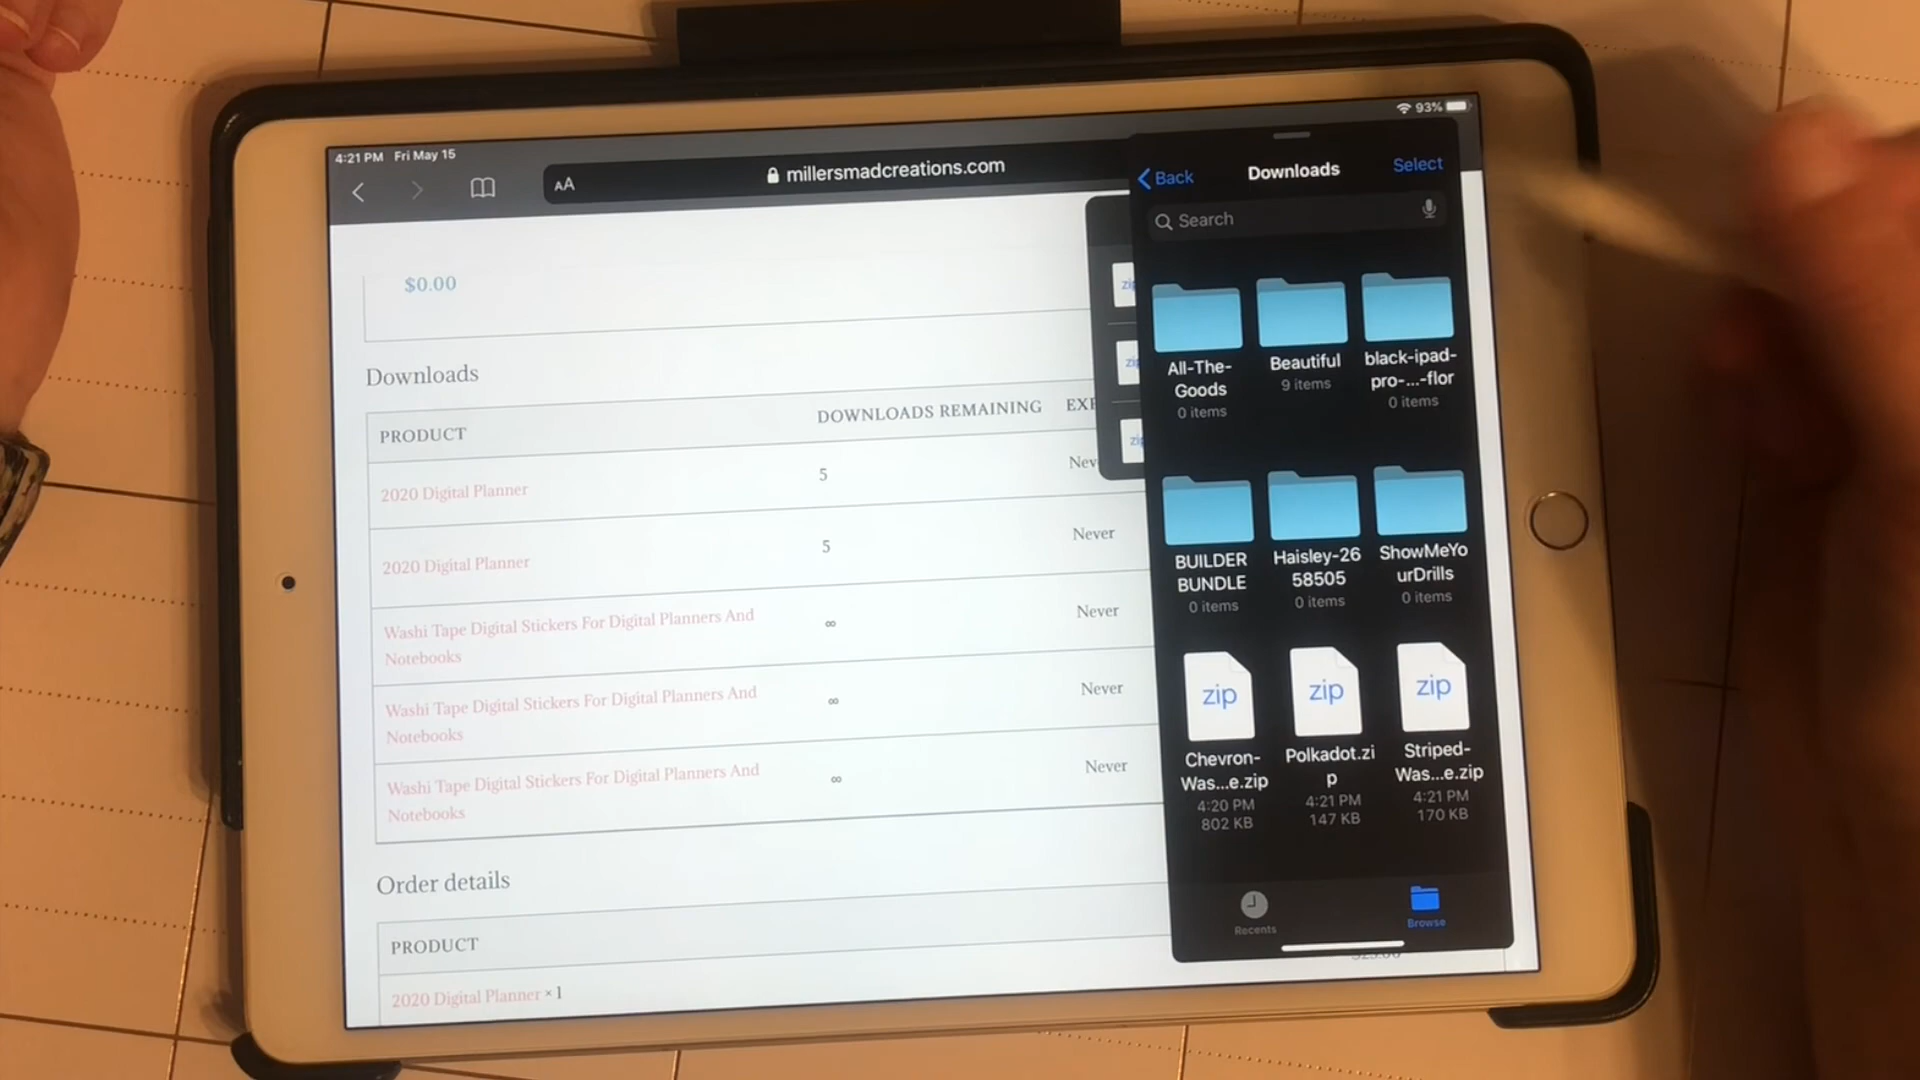 4:21 PM Fri May 15
93%
AA
millersmadcreations.com
$0.00
Downloads
PRODUCT
DOWNLOADS REMAINING
2020 Digital Planner
5
Never
2020 Digital Planner
5
Never
Washi Tape Digital Stickers For Digital Planners And
Notebooks
∞
Never
Washi Tape Digital Stickers For Digital Planners And
Notebooks
∞
Never
Washi Tape Digital Stickers For Digital Planners And
Notebooks
∞
Never
Order details
PRODUCT
2020 Digital Planner × 1
Back
Downloads
Select
Search
All-The-
Goods
0 items
Beautiful
9 items
black-ipad-
pro-...-flor
0 items
BUILDER
BUNDLE
0 items
Haisley-26
58505
0 items
ShowMeYo
urDrills
0 items
zip
Chevron-
Was...e.zip
4:20 PM
802 KB
zip
Polkadot.zi
p
4:21 PM
147 KB
zip
Striped-
Was...e.zip
4:21 PM
170 KB
Recents
Browse